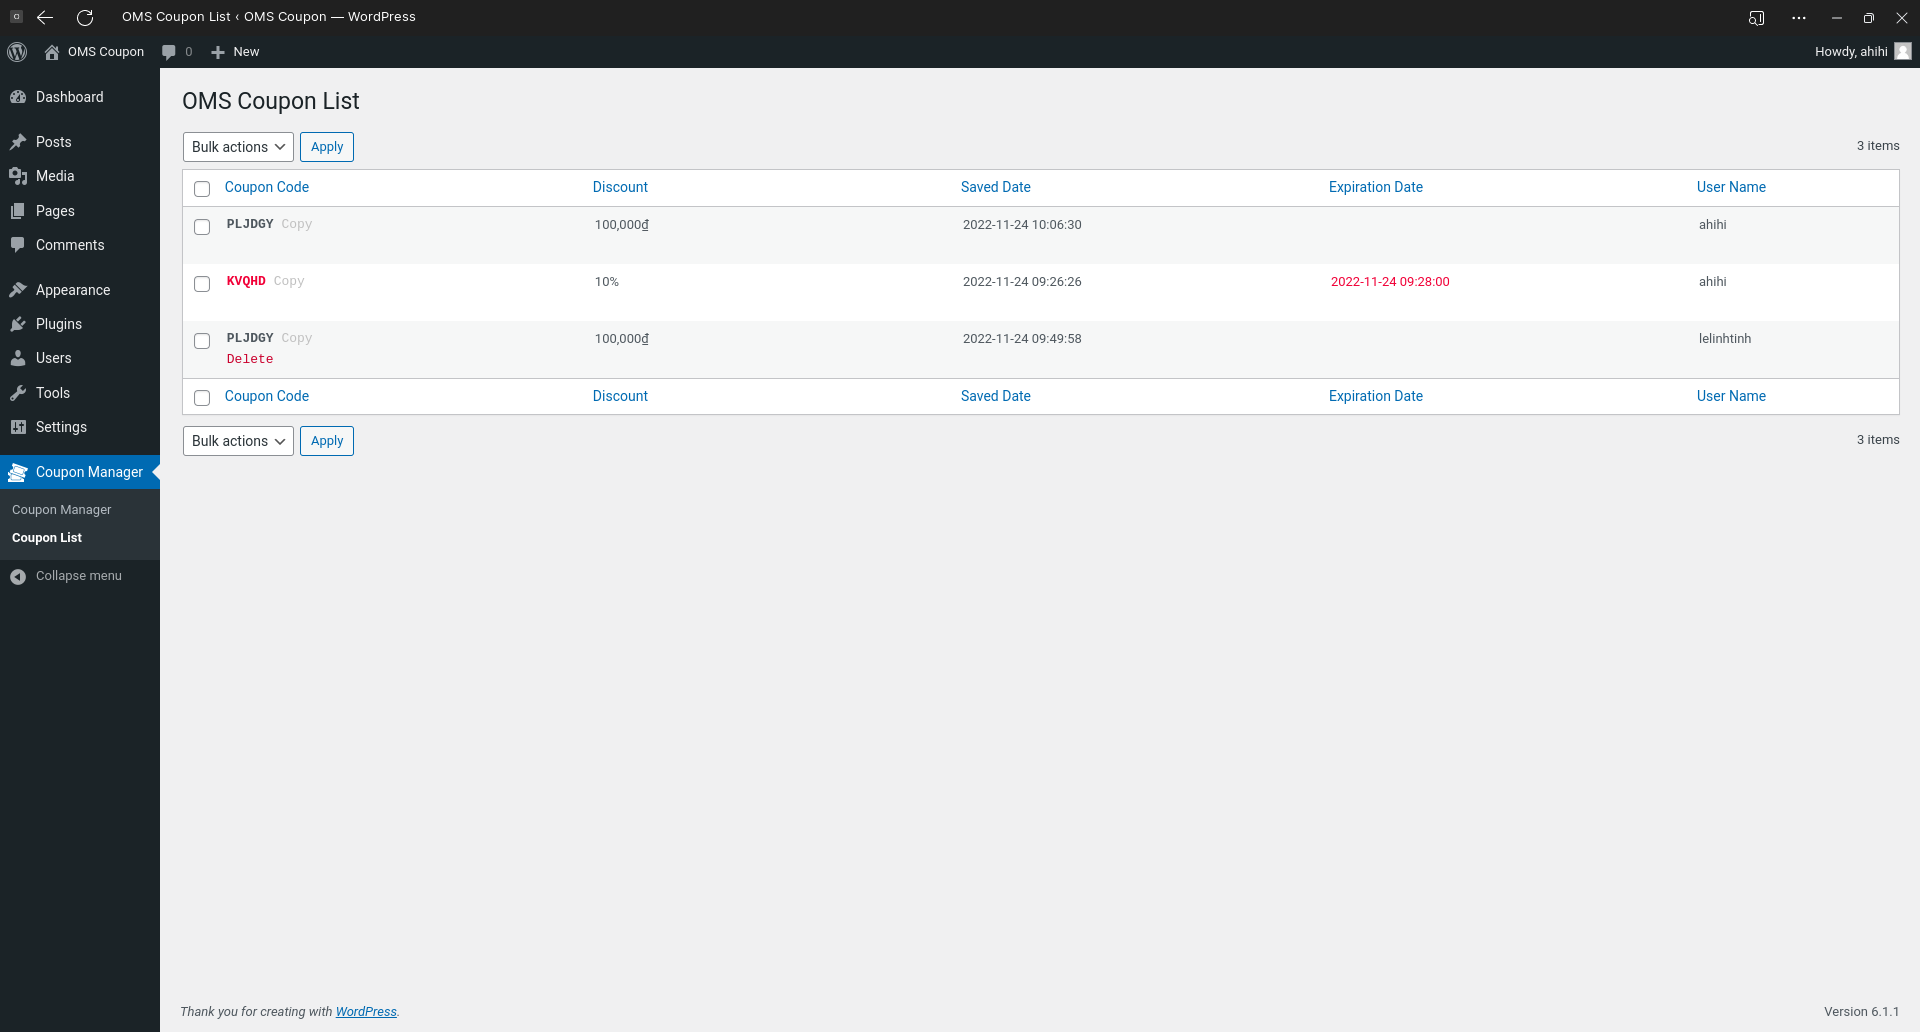 OMS Coupon List ‹ OMS Coupon — WordPress
OMS Coupon 0 New Howdy, ahihi
Dashboard
Posts
Media
Pages
Comments
Appearance
Plugins
Users
Tools
Settings
Coupon Manager
Coupon Manager
Coupon List
Collapse menu
OMS Coupon List
Bulk actions Apply 3 items
Coupon Code Discount Saved Date Expiration Date User Name
PLJDGY Copy 100,000₫ 2022-11-24 10:06:30 ahihi
KVQHD Copy 10% 2022-11-24 09:26:26 2022-11-24 09:28:00 ahihi
PLJDGY Copy 100,000₫ 2022-11-24 09:49:58 lelinhtinh
Delete
Coupon Code Discount Saved Date Expiration Date User Name
Bulk actions Apply 3 items
Thank you for creating with WordPress. Version 6.1.1